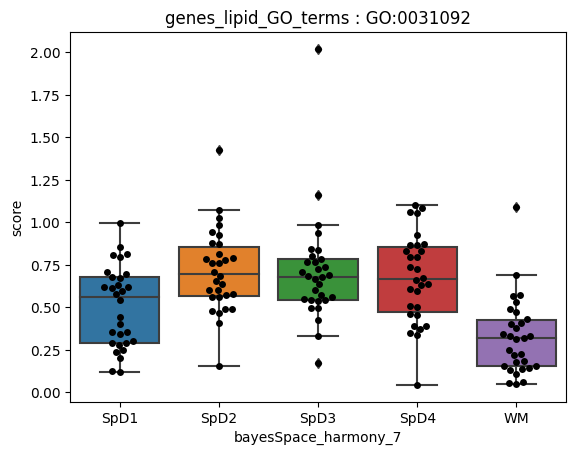 genes_lipid_GO_terms : GO:0031092
2.00
1.75
1.50
1.25
1.00
0.75
0.50
0.25
0.00
score
SpD1 SpD2 SpD3 SpD4 WM
bayesSpace_harmony_7